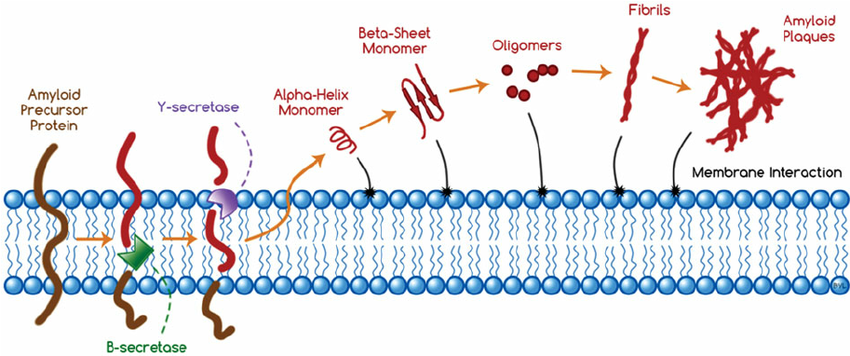 Amyloid
Precursor
Protein
Y-secretase
B-secretase
Alpha-Helix
Monomer
Beta-Sheet
Monomer
Oligomers
Fibrils
Amyloid
Plaques
Membrane Interaction